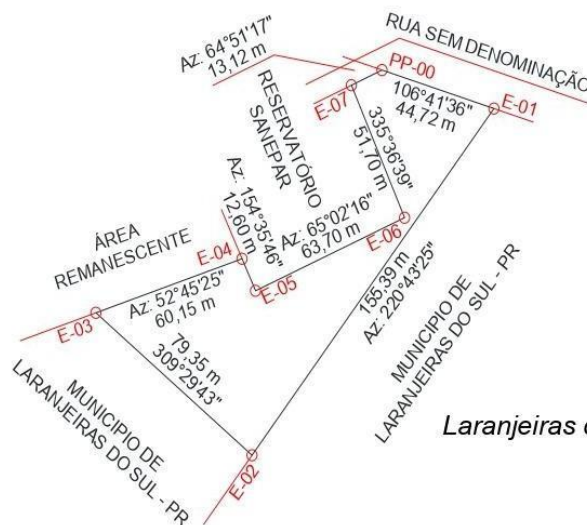 Az: 64°51'17"
13,12 m
RUA SEM DENOMINAÇÃO
PP-00
E-07
106°41'36"
44,72 m
E-01
RESERVATÓRIO
SANEPAR
335°36'39"
51,70 m
Az: 154°35'46"
12,60 m
Az: 65°02'16"
63,70 m
E-06
ÁREA
REMANESCENTE
E-04
E-05
Az: 52°45'25"
60,15 m
E-03
155,39 m
Az: 220°43'25"
MUNICIPIO DE
LARANJEIRAS DO SUL - PR
79,35 m
309°29'43"
MUNICIPIO DE
LARANJEIRAS DO SUL - PR
E-02
Laranjeiras